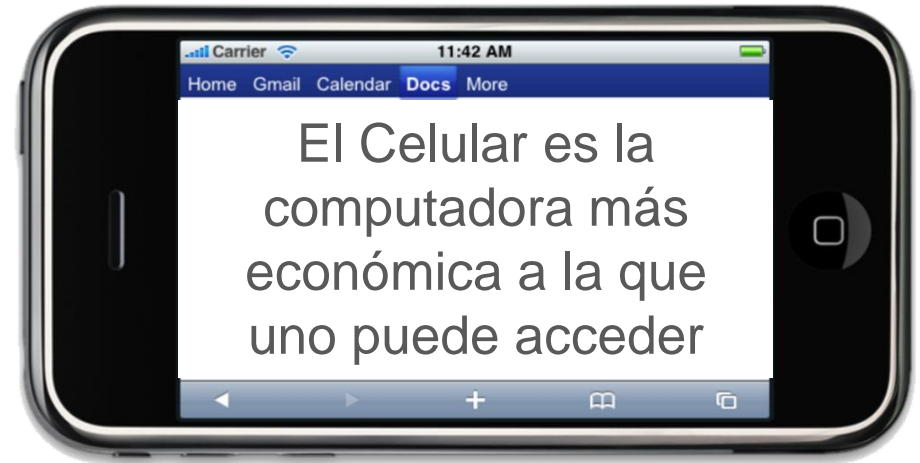 Carrier 11:42 AM
Home Gmail Calendar Docs More
El Celular es la
computadora más
económica a la que
uno puede acceder